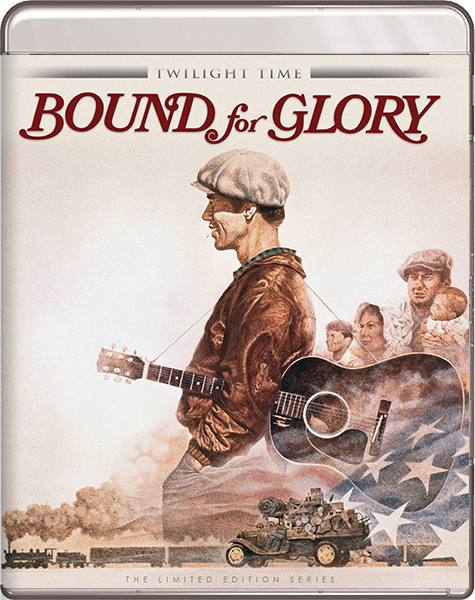 TWILIGHT TIME
BOUND for GLORY
THE LIMITED EDITION SERIES